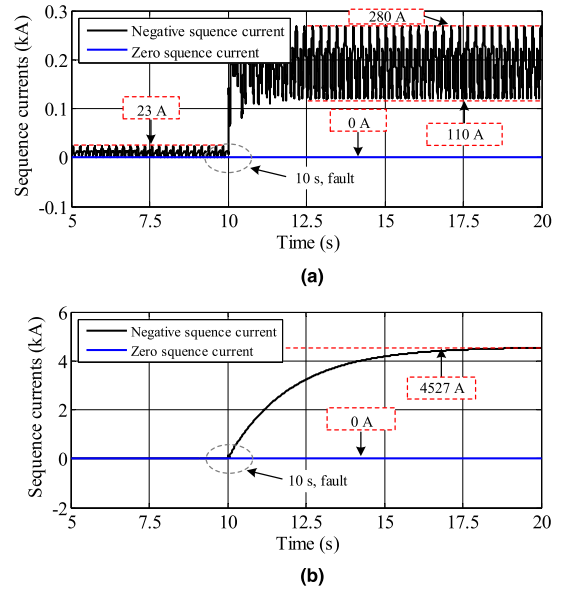 0.3
0.2
0.1
0
-0.1
Sequence currents (kA)
Negative squence current
Zero squence current
280 A
23 A
0 A
110 A
10 s, fault
5 7.5 10 12.5 15 17.5 20
Time (s)
(a)
6
4
2
0
-2
Sequence currents (kA)
Negative squence current
Zero squence current
4527 A
0 A
10 s, fault
5 7.5 10 12.5 15 17.5 20
Time (s)
(b)